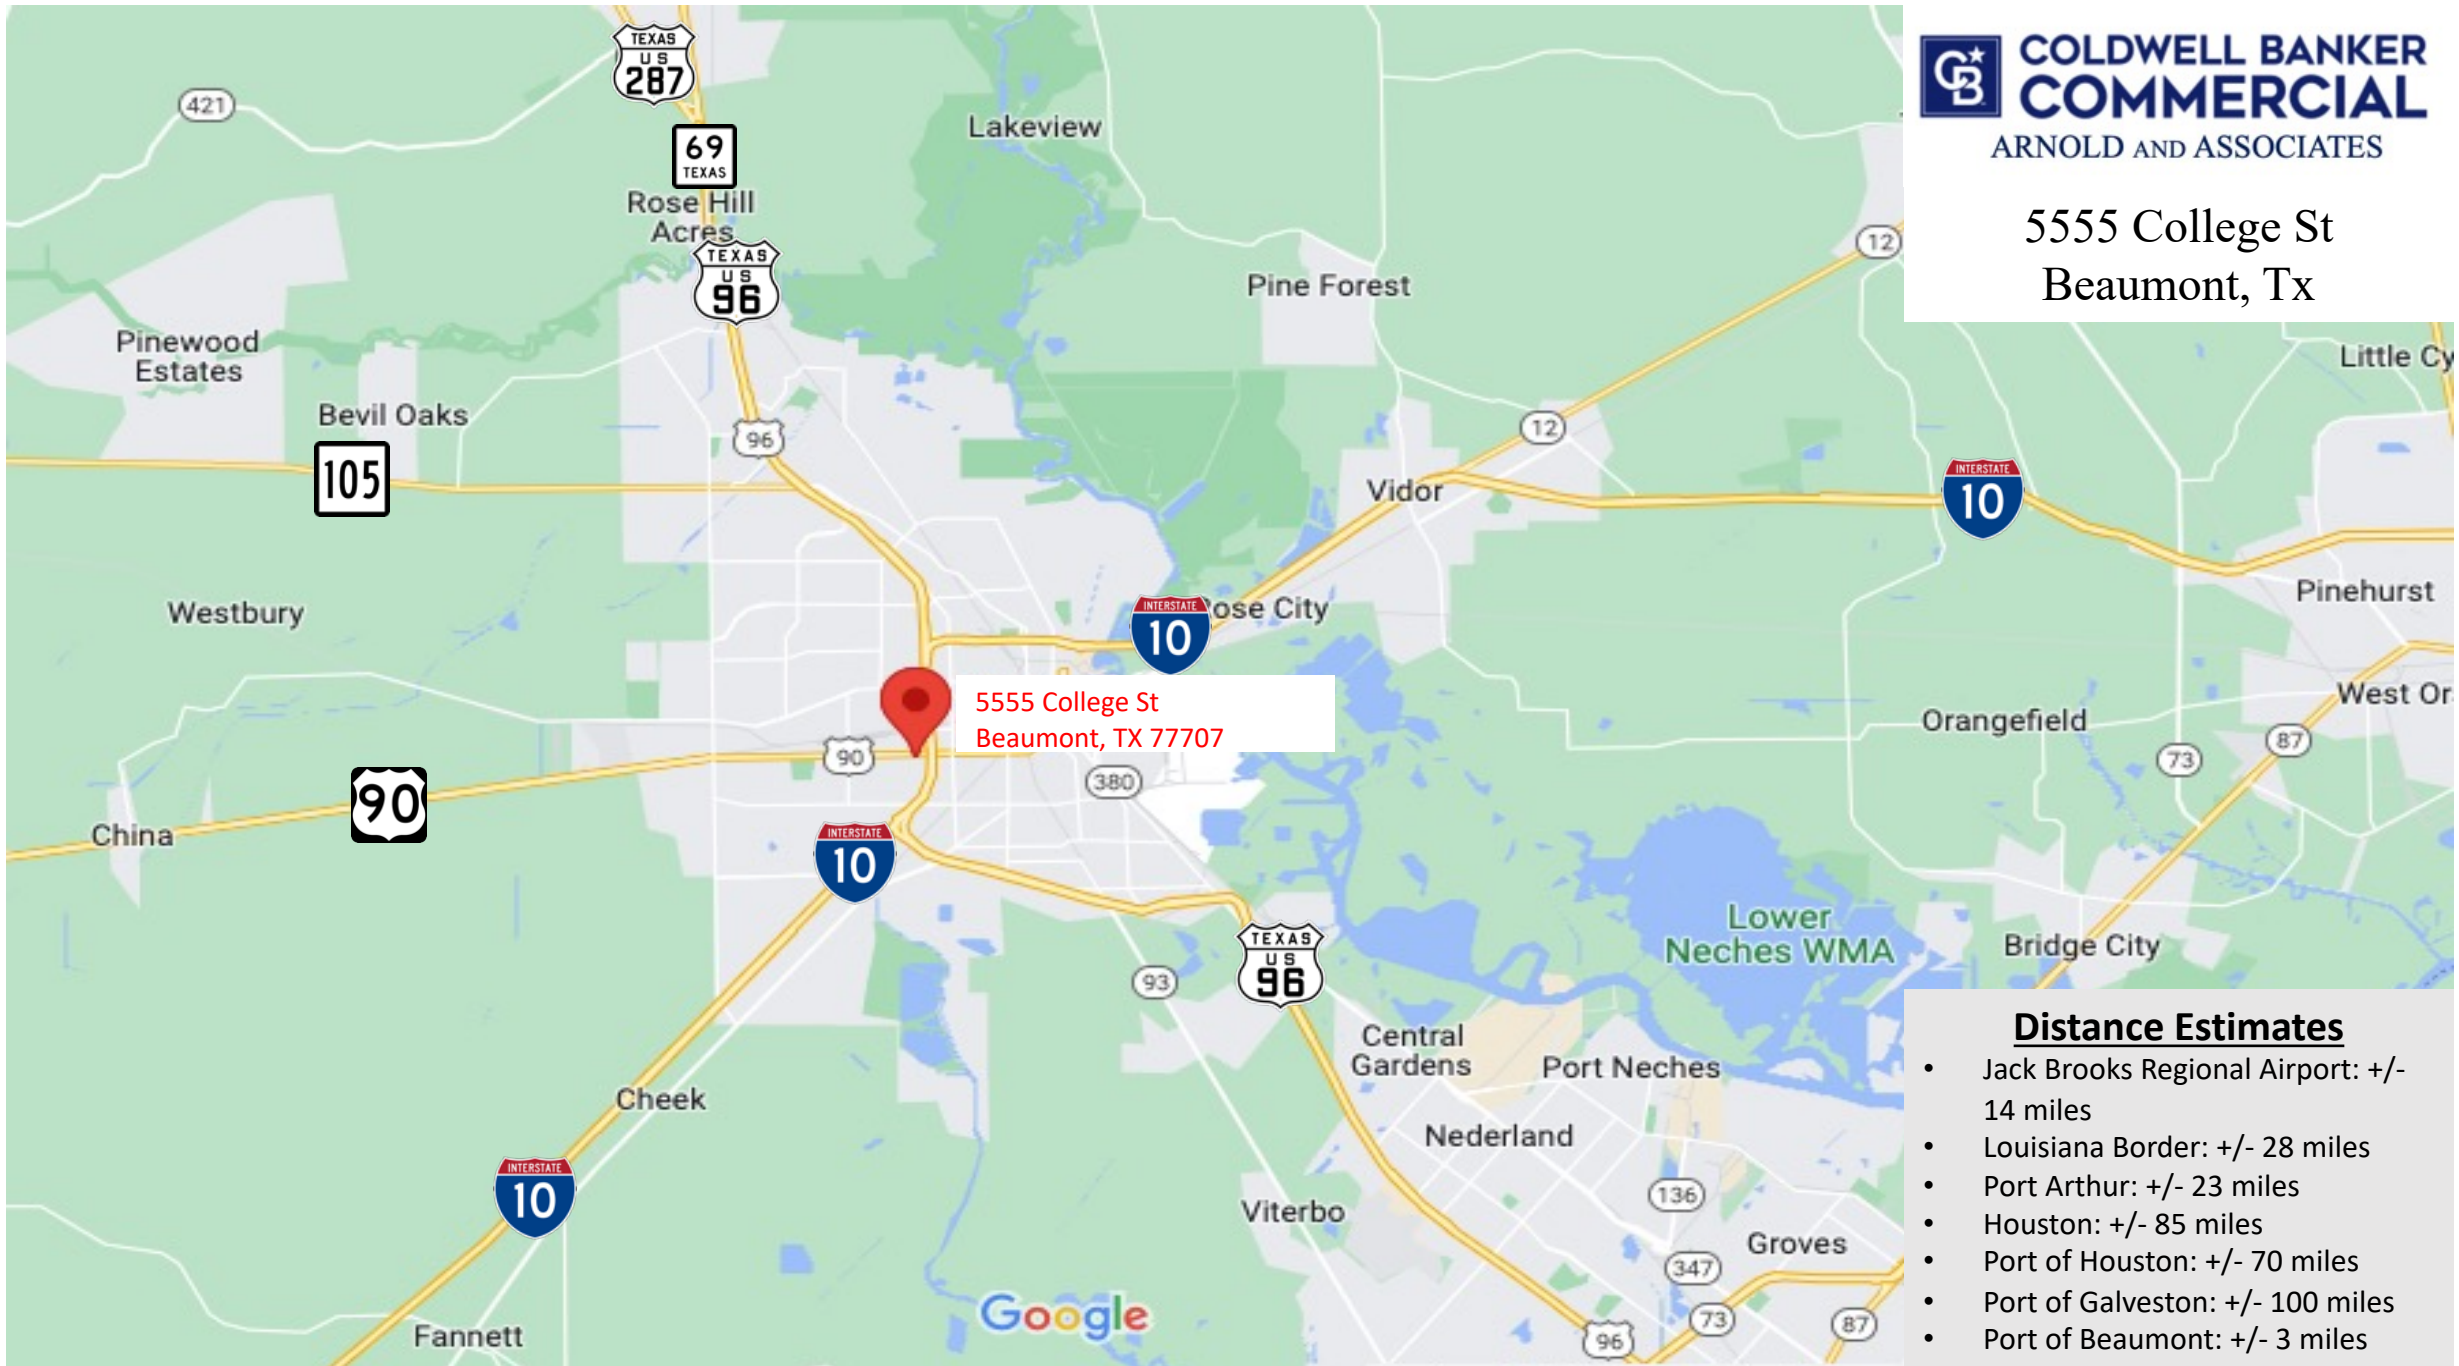 COLDWELL BANKER
COMMERCIAL
ARNOLD AND ASSOCIATES
5555 College St
Beaumont, Tx
TEXAS
US
287
421
69
TEXAS
Lakeview
Rose Hill
Acres
TEXAS
US
96
12
Pine Forest
Pinewood
Estates
Little Cy
Bevil Oaks
96
12
105
Vidor
INTERSTATE
10
Westbury
INTERSTATE
10
ose City
Pinehurst
5555 College St
Beaumont, TX 77707
West Or
Orangefield
87
73
90
380
90
China
INTERSTATE
10
Lower
Neches WMA
Bridge City
TEXAS
US
96
93
Central
Gardens
Port Neches
Cheek
Nederland
INTERSTATE
10
136
Viterbo
Groves
347
Google
73
87
96
Fannett
Distance Estimates
• Jack Brooks Regional Airport: +/-
14 miles
• Louisiana Border: +/- 28 miles
• Port Arthur: +/- 23 miles
• Houston: +/- 85 miles
• Port of Houston: +/- 70 miles
• Port of Galveston: +/- 100 miles
• Port of Beaumont: +/- 3 miles